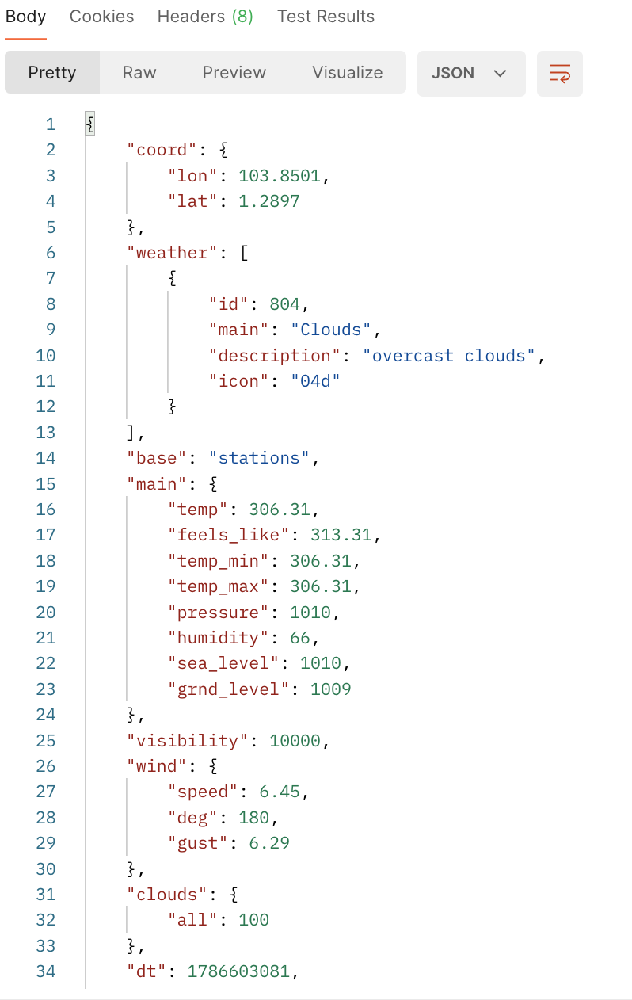 Body Cookies Headers (8) Test Results
Pretty Raw Preview Visualize JSON
1 {
2 "coord": {
3 "lon": 103.8501,
4 "lat": 1.2897
5 },
6 "weather": [
7 {
8 "id": 804,
9 "main": "Clouds",
10 "description": "overcast clouds",
11 "icon": "04d"
12 }
13 ],
14 "base": "stations",
15 "main": {
16 "temp": 306.31,
17 "feels_like": 313.31,
18 "temp_min": 306.31,
19 "temp_max": 306.31,
20 "pressure": 1010,
21 "humidity": 66,
22 "sea_level": 1010,
23 "grnd_level": 1009
24 },
25 "visibility": 10000,
26 "wind": {
27 "speed": 6.45,
28 "deg": 180,
29 "gust": 6.29
30 },
31 "clouds": {
32 "all": 100
33 },
34 "dt": 1786603081,